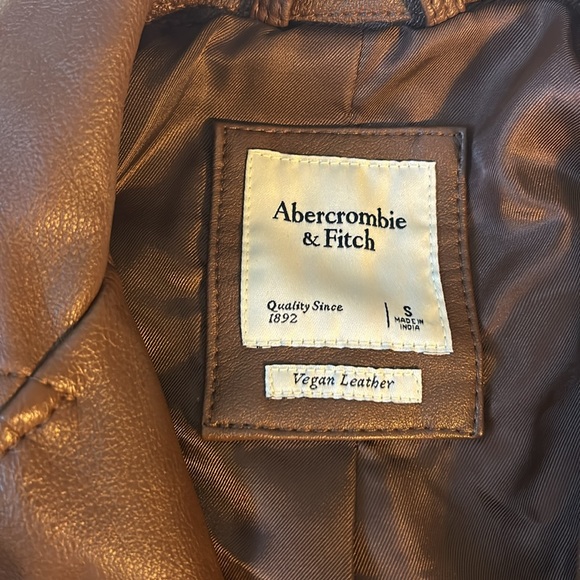 Abercrombie
& Fitch
Quality Since
1892
S
MADE IN
INDIA
Vegan Leather